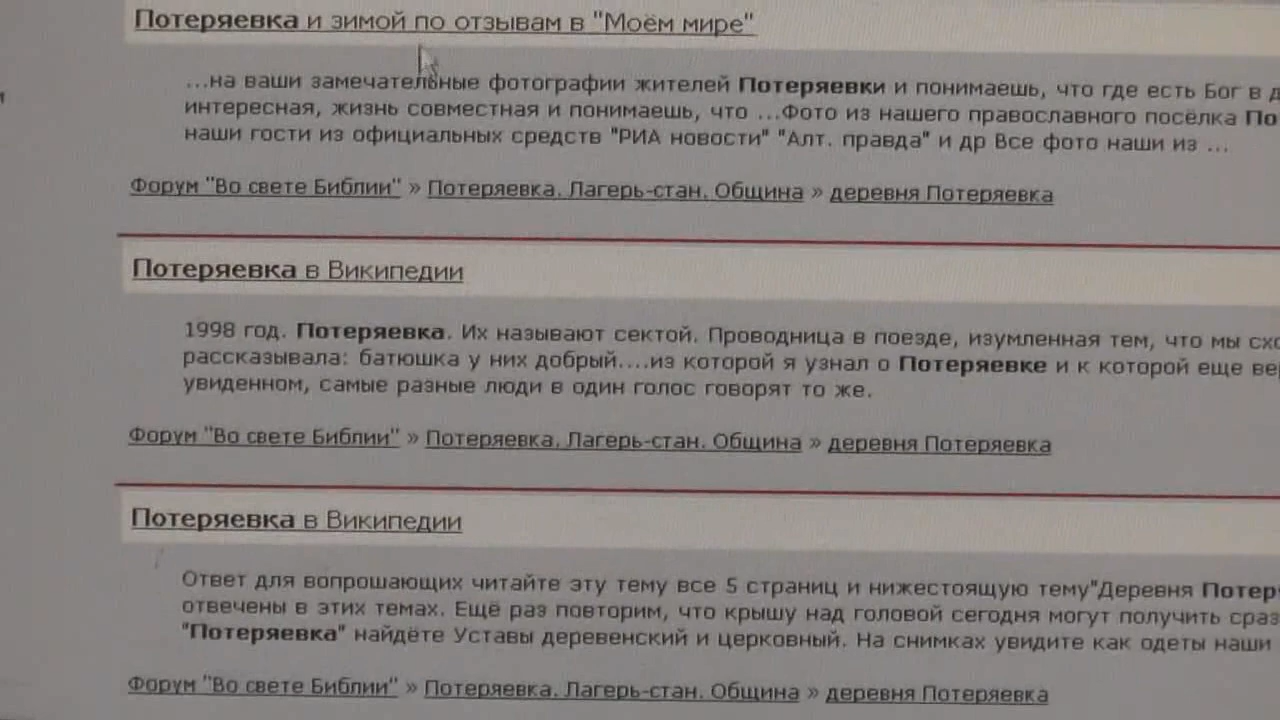 Потеряевка и зимой по отзывам в "Моём мире"
...на ваши замечательные фотографии жителей Потеряевки и понимаешь, что где есть Бог в д
интересная, жизнь совместная и понимаешь, что ...Фото из нашего православного посёлка По
наши гости из официальных средств "РИА новости" "Алт. правда" и др Все фото наши из ...
Форум "Во свете Библии" » Потеряевка. Лагерь-стан. Община » деревня Потеряевка
Потеряевка в Википедии
1998 год. Потеряевка. Их называют сектой. Проводница в поезде, изумленная тем, что мы схо
рассказывала: батюшка у них добрый....из которой я узнал о Потеряевке и к которой еще вер
увиденном, самые разные люди в один голос говорят то же.
Форум "Во свете Библии" » Потеряевка. Лагерь-стан. Община » деревня Потеряевка
Потеряевка в Википедии
Ответ для вопрошающих читайте эту тему все 5 страниц и нижестоящую тему"Деревня Потеря
отвечены в этих темах. Ещё раз повторим, что крышу над головой сегодня могут получить сраз
"Потеряевка" найдёте Уставы деревенский и церковный. На снимках увидите как одеты наши
Форум "Во свете Библии" » Потеряевка. Лагерь-стан. Община » деревня Потеряевка